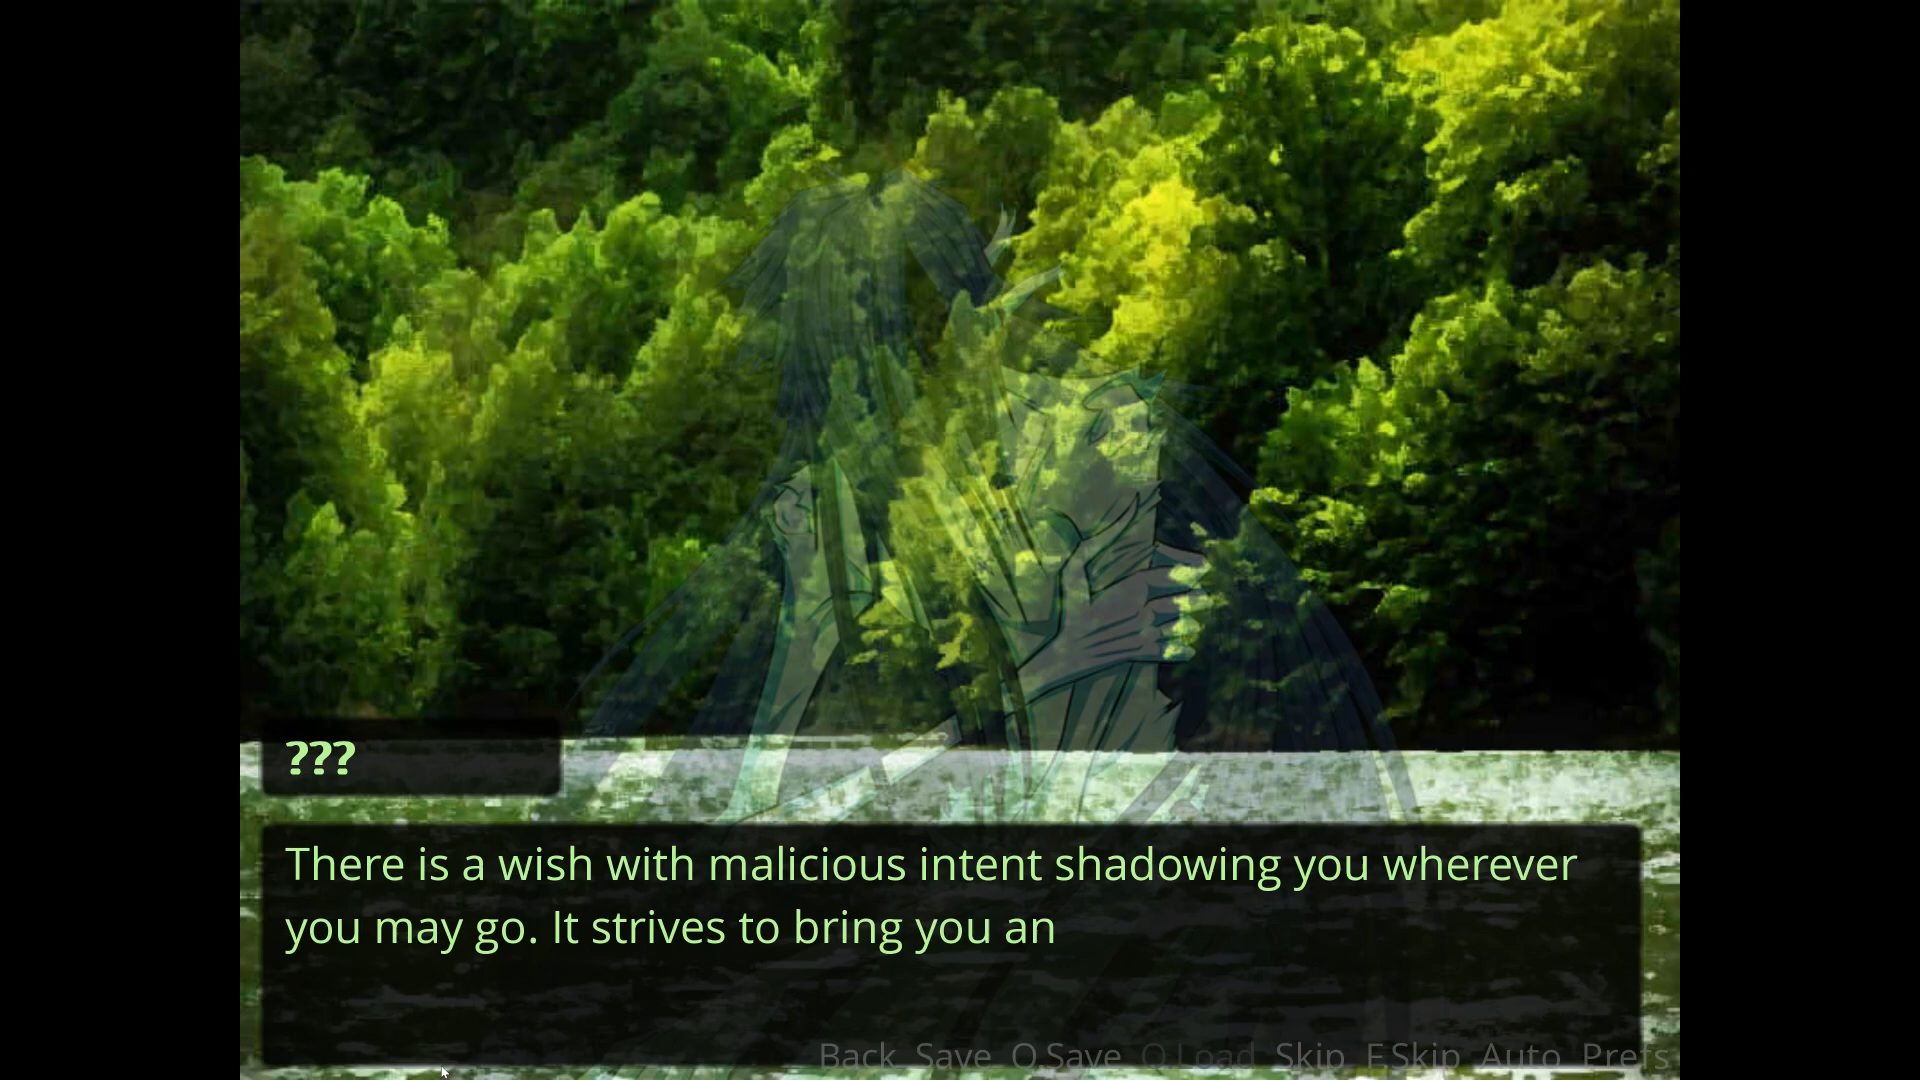 ???
There is a wish with malicious intent shadowing you wherever
you may go. It strives to bring you an
Back Save Q.Save Q.Load Skip F.Skip Auto Prefs